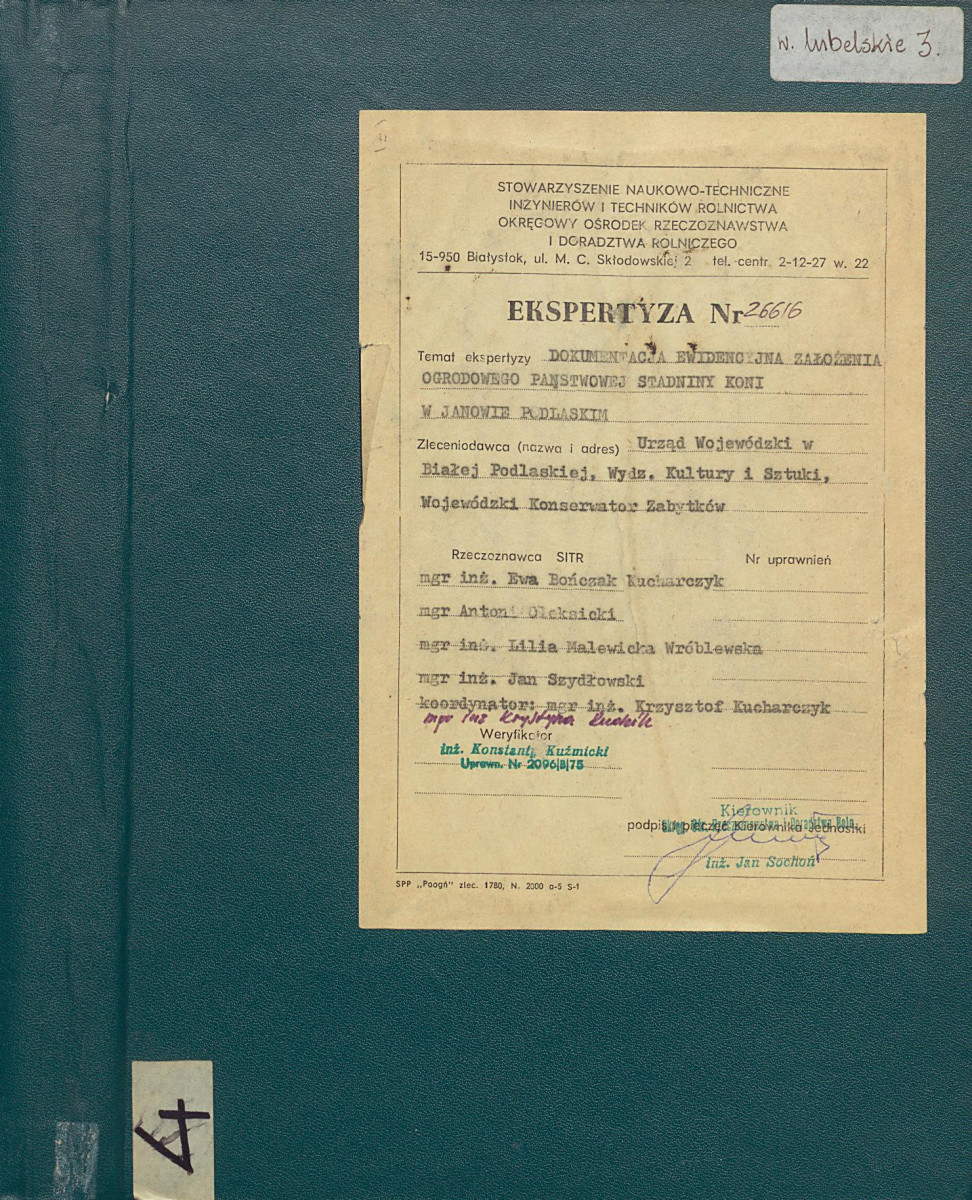 w. lubelskie 3.
STOWARZYSZENIE NAUKOWO-TECHNICZNE
INŻYNIERÓW I TECHNIKÓW ROLNICTWA
OKRĘGOWY OŚRODEK RZECZOZNAWSTWA
I DORADZTWA ROLNICZEGO
15-950 Białystok, ul. M. C. Skłodowskiej 2 tel. centr. 2-12-27 w. 22
EKSPERTYZA Nr 26616
Temat ekspertyzy DOKUMENTACJA EWIDENCYJNA ZAŁOŻENIA
OGRODOWEGO PAŃSTWOWEJ STADNINY KONI
W JANOWIE PODLASKIM
Zleceniodawca (nazwa i adres) Urząd Wojewódzki w
Białej Podlaskiej, Wydz. Kultury i Sztuki,
Wojewódzki Konserwator Zabytków
Rzeczoznawca SITR Nr uprawnień
mgr inż. Ewa Bończak Kucharczyk
mgr Antoni Oleksicki
mgr inż. Lilia Malewicka Wróblewska
mgr inż. Jan Szydłowski
koordynator: mgr inż. Krzysztof Kucharczyk
mgr inż Krystyna
Weryfikator
inż. Konstanty Kuźmicki
Uprawn. Nr 2096/B/75
Kierownik
podpis i pieczęć Kierownika Jednostki
inż. Jan Sochoń
SPP „Poogń" zlec. 1780, N. 2000 a-5 S-1
4